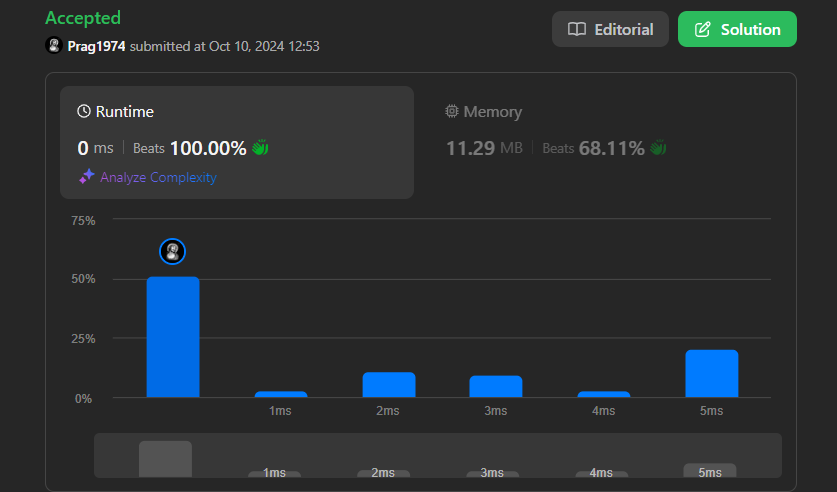 Accepted
Prag1974 submitted at Oct 10, 2024 12:53
Editorial
Solution
Runtime
0 ms | Beats 100.00%
Analyze Complexity
Memory
11.29 MB | Beats 68.11%
75%
50%
25%
0%
1ms 2ms 3ms 4ms 5ms
1ms 2ms 3ms 4ms 5ms